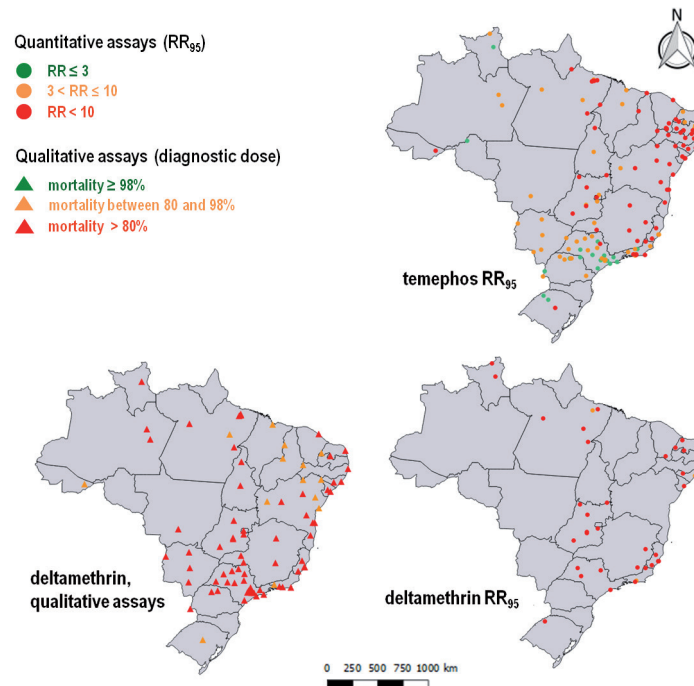 N
Quantitative assays (RR95)
RR ≤ 3
3 < RR ≤ 10
RR < 10
Qualitative assays (diagnostic dose)
mortality ≥ 98%
mortality between 80 and 98%
mortality > 80%
temephos RR95
deltamethrin,
qualitative assays
deltamethrin RR95
0 250 500 750 1000 km